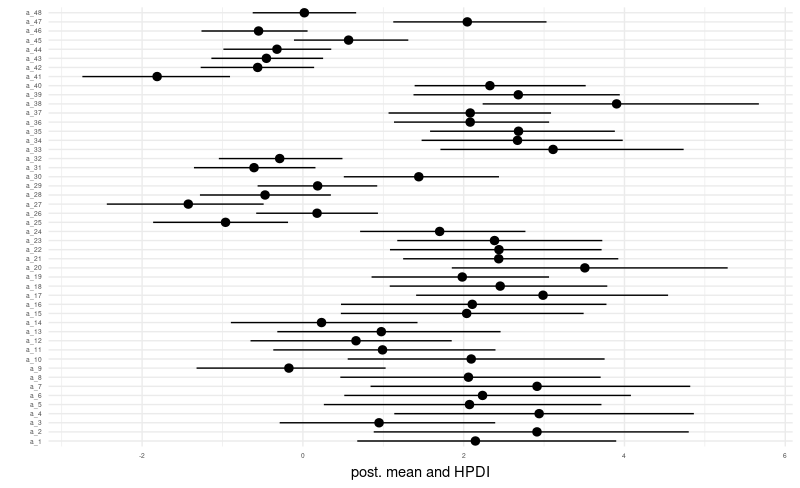 a_48
a_47
a_46
a_45
a_44
a_43
a_42
a_41
a_40
a_39
a_38
a_37
a_36
a_35
a_34
a_33
a_32
a_31
a_30
a_29
a_28
a_27
a_26
a_25
a_24
a_23
a_22
a_21
a_20
a_19
a_18
a_17
a_16
a_15
a_14
a_13
a_12
a_11
a_10
a_9
a_8
a_7
a_6
a_5
a_4
a_3
a_2
a_1
-2 0 2 4 6
post. mean and HPDI